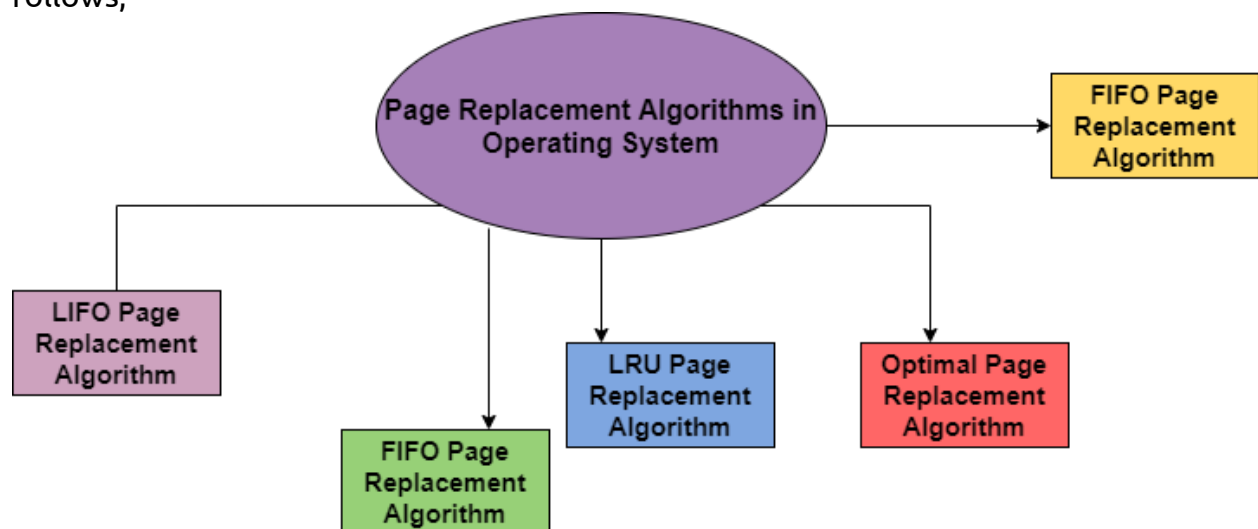 follows,
Page Replacement Algorithms in
Operating System
FIFO Page
Replacement
Algorithm
LIFO Page
Replacement
Algorithm
FIFO Page
Replacement
Algorithm
LRU Page
Replacement
Algorithm
Optimal Page
Replacement
Algorithm